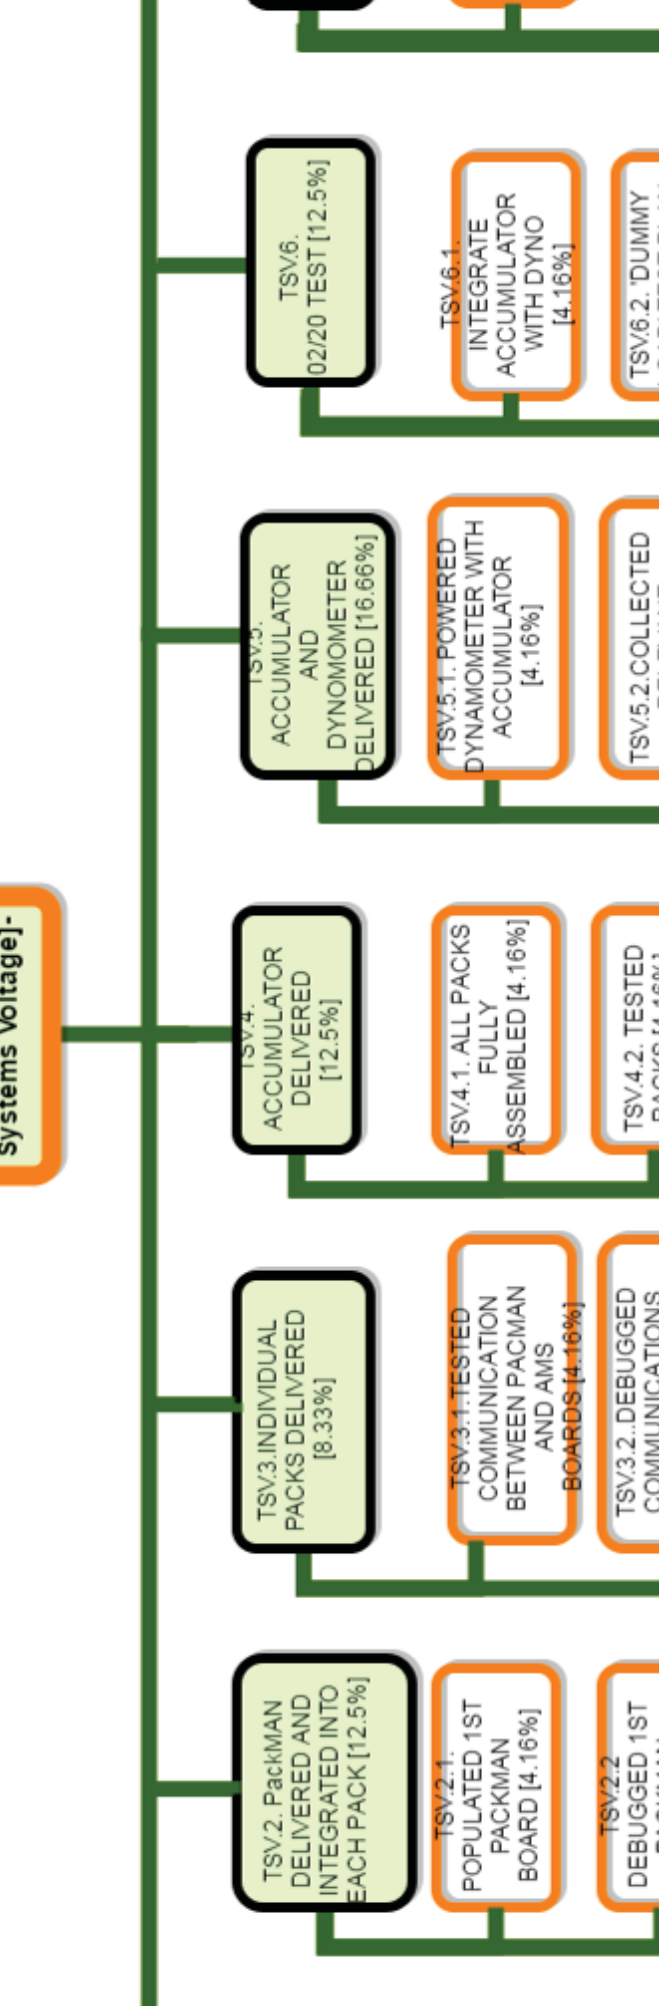 Systems Voltage]-
TSV.2. PackMAN
DELIVERED AND
INTEGRATED INTO
EACH PACK [12.5%]
TSV.3.INDIVIDUAL
PACKS DELIVERED
[8.33%]
TSV.4.
ACCUMULATOR
DELIVERED
[12.5%]
TSV.5.
ACCUMULATOR
AND
DYNOMOMETER
DELIVERED [16.66%]
TSV.6.
02/20 TEST [12.5%]
TSV.2.1.
POPULATED 1ST
PACKMAN
BOARD [4.16%]
TSV.3.1.TESTED
COMMUNICATION
BETWEEN PACMAN
AND AMS
BOARDS [4.16%]
TSV.4.1. ALL PACKS
FULLY
ASSEMBLED [4.16%]
TSV.5.1. POWERED
DYNAMOMETER WITH
ACCUMULATOR
[4.16%]
TSV.6.1.
INTEGRATE
ACCUMULATOR
WITH DYNO
[4.16%]
TSV.2.2
DEBUGGED 1ST
TSV.3.2..DEBUGGED
COMMUNICATIONS
TSV.4.2. TESTED
PACKS [4.16%]
TSV.5.2.COLLECTED
TSV.6.2. 'DUMMY